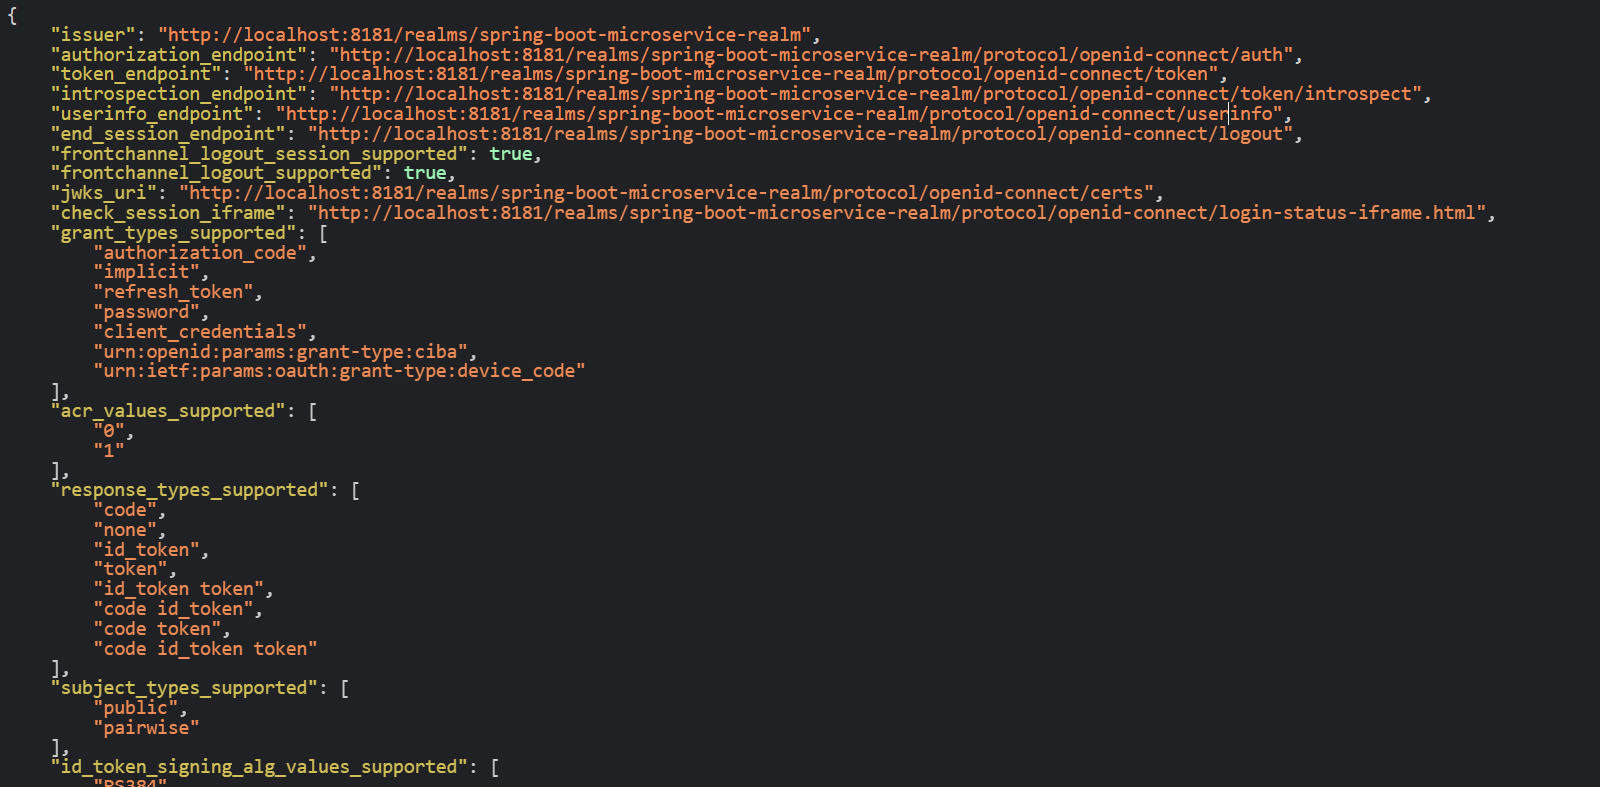 {
"issuer": "http://localhost:8181/realms/spring-boot-microservice-realm",
"authorization_endpoint": "http://localhost:8181/realms/spring-boot-microservice-realm/protocol/openid-connect/auth",
"token_endpoint": "http://localhost:8181/realms/spring-boot-microservice-realm/protocol/openid-connect/token",
"introspection_endpoint": "http://localhost:8181/realms/spring-boot-microservice-realm/protocol/openid-connect/token/introspect",
"userinfo_endpoint": "http://localhost:8181/realms/spring-boot-microservice-realm/protocol/openid-connect/userinfo",
"end_session_endpoint": "http://localhost:8181/realms/spring-boot-microservice-realm/protocol/openid-connect/logout",
"frontchannel_logout_session_supported": true,
"frontchannel_logout_supported": true,
"jwks_uri": "http://localhost:8181/realms/spring-boot-microservice-realm/protocol/openid-connect/certs",
"check_session_iframe": "http://localhost:8181/realms/spring-boot-microservice-realm/protocol/openid-connect/login-status-iframe.html",
"grant_types_supported": [
"authorization_code",
"implicit",
"refresh_token",
"password",
"client_credentials",
"urn:openid:params:grant-type:ciba",
"urn:ietf:params:oauth:grant-type:device_code"
],
"acr_values_supported": [
"0",
"1"
],
"response_types_supported": [
"code",
"none",
"id_token",
"token",
"id_token token",
"code id_token",
"code token",
"code id_token token"
],
"subject_types_supported": [
"public",
"pairwise"
],
"id_token_signing_alg_values_supported": [
"PS384"